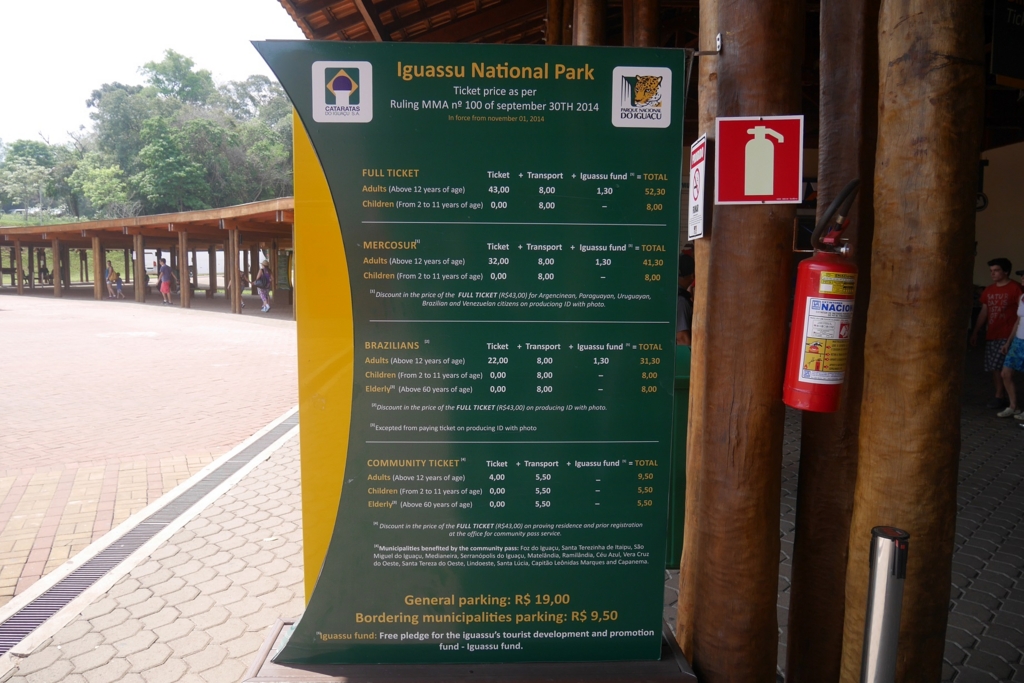 Iguassu National Park
CATARATAS
DO IGUAÇU S.A.
Ticket price as per
PARQUE NACIONAL
DO IGUAÇU
Ruling MMA nº 100 of september 30TH 2014
In force from november 01, 2014
FULL TICKET Ticket + Transport + Iguassu fund = TOTAL
Adults (Above 12 years of age) 43,00 8,00 1,30 52,30
Children (From 2 to 11 years of age) 0,00 8,00 – 8,00
MERCOSUR(1) Ticket + Transport + Iguassu fund = TOTAL
Adults (Above 12 years of age) 32,00 8,00 1,30 41,30
Children (From 2 to 11 years of age) 0,00 8,00 – 8,00
(1) Discount in the price of the FULL TICKET (R$43,00) for Argencinean, Paraguayan, Uruguayan,
Brazilian and Venezuelan citizens on produciong ID with photo.
BRAZILIANS Ticket + Transport + Iguassu fund = TOTAL
Adults (Above 12 years of age) 22,00 8,00 1,30 31,30
Children (From 2 to 11 years of age) 0,00 8,00 – 8,00
Elderly (Above 60 years of age) 0,00 8,00 – 8,00
Discount in the price of the FULL TICKET (R$43,00) on producing ID with photo.
Excepted from paying ticket on producing ID with photo
COMMUNITY TICKET Ticket + Transport + Iguassu fund = TOTAL
Adults (Above 12 years of age) 4,00 5,50 – 9,50
Children (From 2 to 11 years of age) 0,00 5,50 – 5,50
Elderly (Above 60 years of age) 0,00 5,50 – 5,50
Discount in the price of the FULL TICKET (R$43,00) on proving residence and prior registration
at the office for community pass service.
Municipalities benefited by the community pass: Foz do Iguaçu, Santa Terezinha de Itaipu, São
Miguel do Iguaçu, Medianeira, Serranópolis do Iguaçu, Matelândia, Ramilândia, Céu Azul, Vera Cruz
do Oeste, Santa Tereza do Oeste, Lindoeste, Santa Lúcia, Capitão Leônidas Marques and Capanema.
General parking: R$ 19,00
Bordering municipalities parking: R$ 9,50
Iguassu fund: Free pledge for the iguassu's tourist development and promotion
fund - Iguassu fund.
NACION